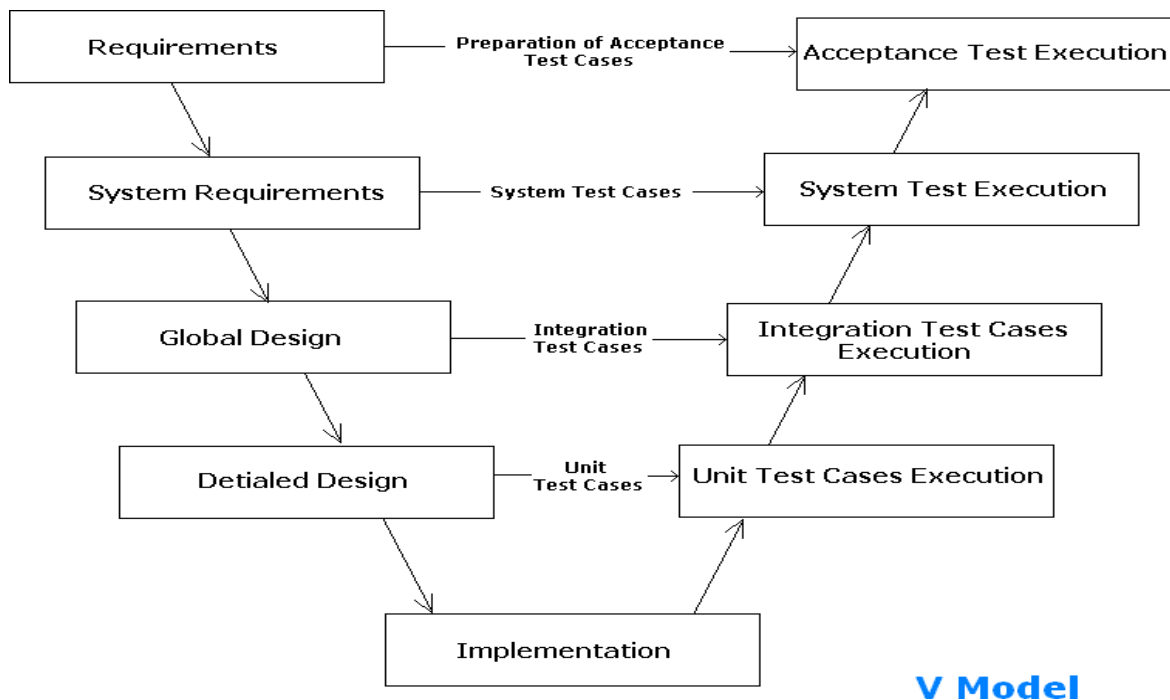 Requirements
Preparation of Acceptance
Test Cases
Acceptance Test Execution
System Requirements
System Test Cases
System Test Execution
Global Design
Integration
Test Cases
Integration Test Cases
Execution
Detialed Design
Unit
Test Cases
Unit Test Cases Execution
Implementation
V Model